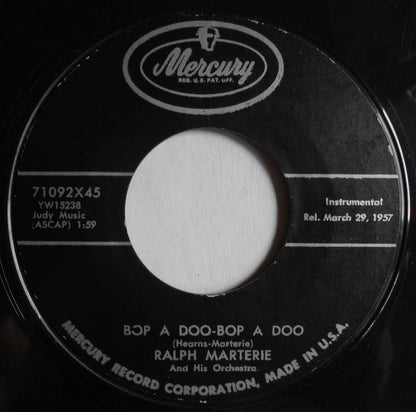 Mercury
REG. U.S. PAT. OFF.
71092X45
YW15238
Judy Music
(ASCAP) 1:59
Instrumental
Rel. March 29, 1957
BOP A DOO-BOP A DOO
(Hearns-Marterie)
RALPH MARTERIE
And His Orchestra
MERCURY RECORD CORPORATION, MADE IN U.S.A.